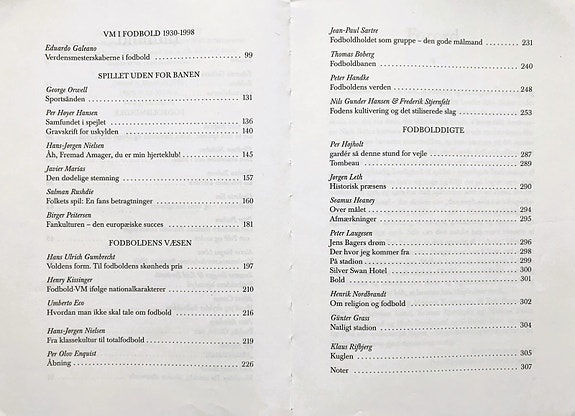 VM I FODBOLD 1930-1998
Eduardo Galeano
Verdensmesterskaberne i fodbold ..... 99
SPILLET UDEN FOR BANEN
George Orwell
Sportsånden ..... 131
Per Høyer Hansen
Samfundet i spejlet ..... 136
Gravskrift for uskylden ..... 140
Hans-Jørgen Nielsen
Åh, Fremad Amager, du er min hjerteklub! ..... 145
Javier Marías
Den dødelige stemning ..... 157
Salman Rushdie
Folkets spil: En fans betragtninger ..... 160
Birger Peitersen
Fankulturen – den europæiske succes ..... 181
FODBOLDENS VÆSEN
Hans Ulrich Gumbrecht
Voldens form. Til fodboldens skønheds pris ..... 197
Henry Kissinger
Fodbold-VM ifølge nationalkarakterer ..... 210
Umberto Eco
Hvordan man ikke skal tale om fodbold ..... 216
Hans-Jørgen Nielsen
Fra klassekultur til totalfodbold ..... 219
Per Olov Enquist
Åbning ..... 226
Jean-Paul Sartre
Fodboldholdet som gruppe – den gode målmand ..... 231
Thomas Boberg
Fodboldbanen ..... 240
Peter Handke
Fodboldens verden ..... 248
Nils Gunder Hansen & Frederik Stjernfelt
Fodens kultivering og det stiliserede slag ..... 253
FODBOLDDIGTE
Per Højholt
gardér så denne stund for vejle ..... 287
Tombeau ..... 289
Jørgen Leth
Historisk præsens ..... 290
Seamus Heaney
Over målet ..... 294
Afmærkninger ..... 295
Peter Laugesen
Jens Bagers drøm ..... 296
Der hvor jeg kommer fra ..... 298
På stadion ..... 299
Silver Swan Hotel ..... 300
Bold ..... 301
Henrik Nordbrandt
Om religion og fodbold ..... 302
Günter Grass
Natligt stadion ..... 304
Klaus Rifbjerg
Kuglen ..... 305
Noter ..... 307